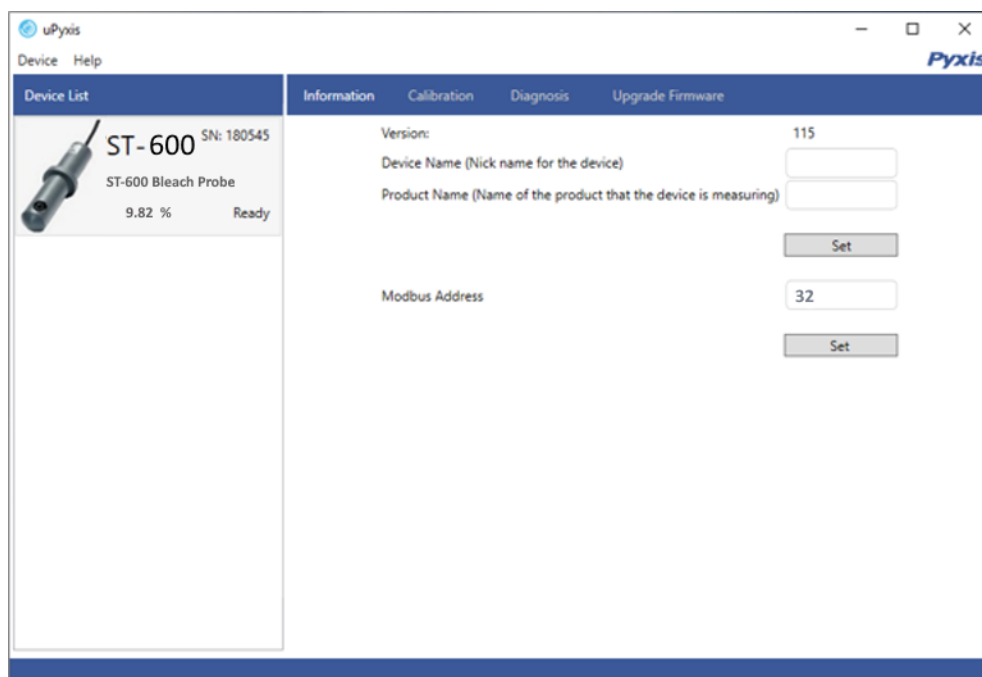 uPyxis
Device Help
Pyxis
Device List
Information Calibration Diagnosis Upgrade Firmware
ST-600 SN: 180545
ST-600 Bleach Probe
9.82 % Ready
Version: 115
Device Name (Nick name for the device)
Product Name (Name of the product that the device is measuring)
Set
Modbus Address 32
Set